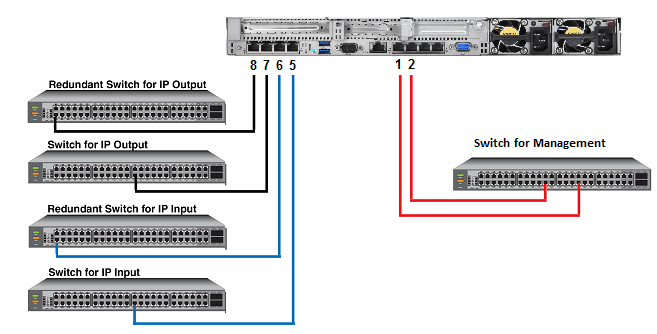 8 7 6 5 1 2
Redundant Switch for IP Output
Switch for IP Output
Switch for Management
Redundant Switch for IP Input
Switch for IP Input